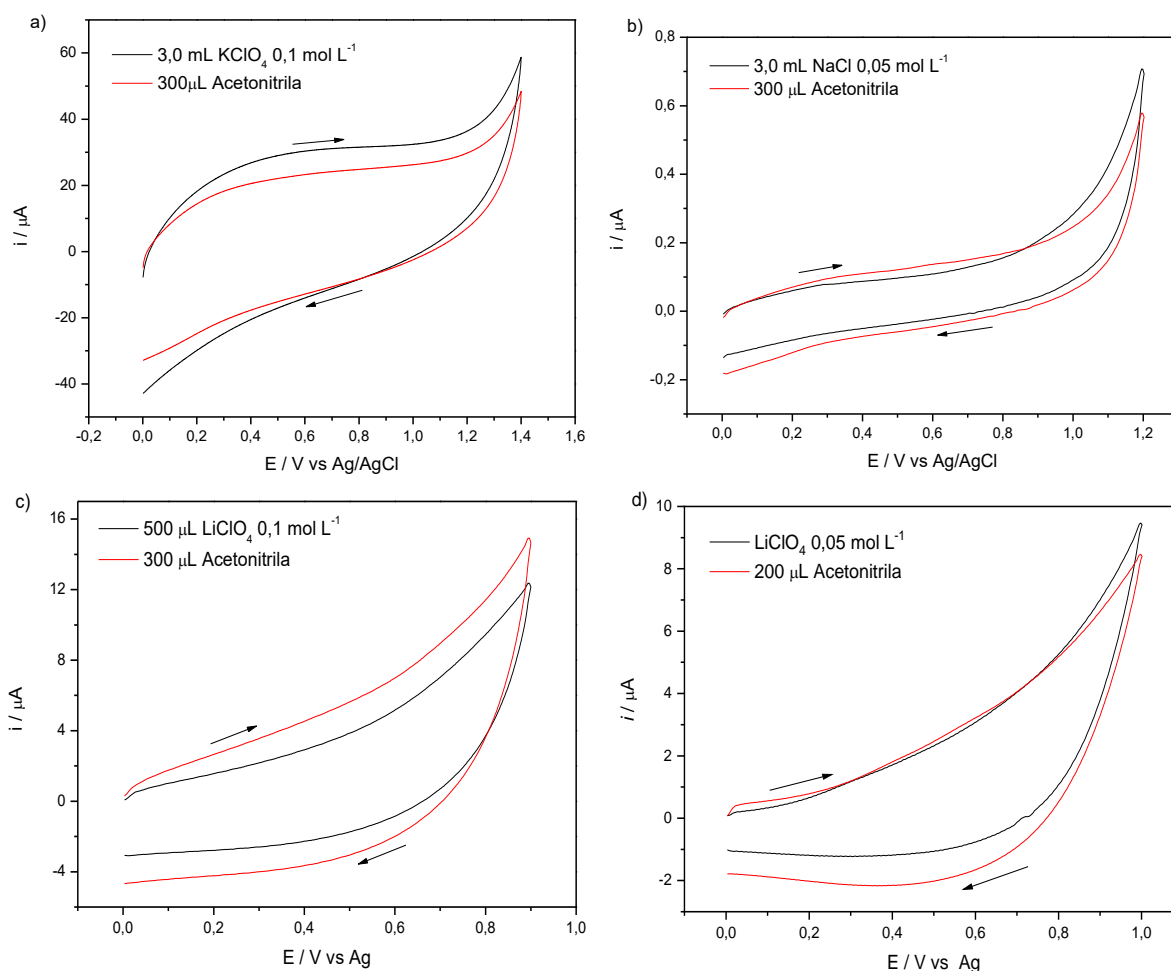 a)
3,0 mL KClO₄ 0,1 mol L⁻¹
300μL Acetonitrila
60
40
20
0
-20
-40
i / μA
-0,2 0,0 0,2 0,4 0,6 0,8 1,0 1,2 1,4 1,6
E / V vs Ag/AgCl
b)
3,0 mL NaCl 0,05 mol L⁻¹
300 μL Acetonitrila
0,8
0,6
0,4
0,2
0,0
-0,2
i / μA
0,0 0,2 0,4 0,6 0,8 1,0 1,2
E / V vs Ag/AgCl
c)
500 μL LiClO₄ 0,1 mol L⁻¹
300 μL Acetonitrila
16
12
8
4
0
-4
i / μA
0,0 0,2 0,4 0,6 0,8 1,0
E / V vs Ag
d)
LiClO₄ 0,05 mol L⁻¹
200 μL Acetonitrila
10
8
6
4
2
0
-2
i / μA
0,0 0,2 0,4 0,6 0,8 1,0
E / V vs Ag